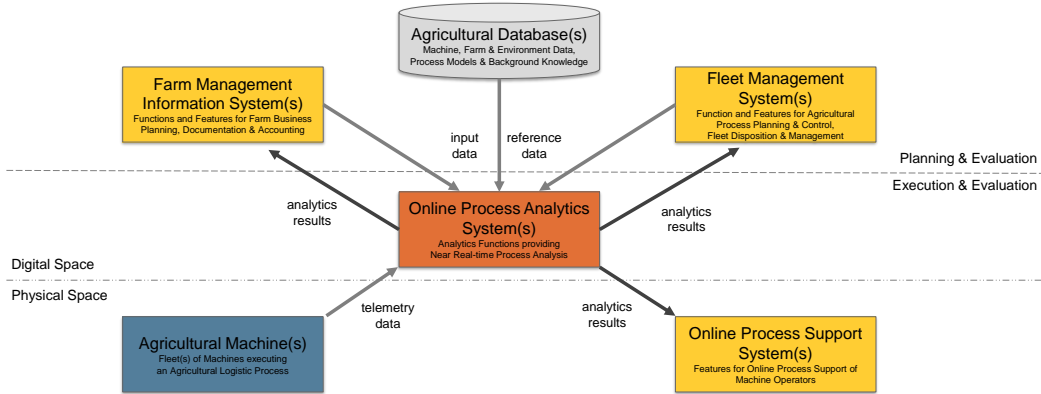 Agricultural Database(s)
Machine, Farm & Environment Data,
Process Models & Background Knowledge
Farm Management
Information System(s)
Functions and Features for Farm Business
Planning, Documentation & Accounting
Fleet Management
System(s)
Function and Features for Agricultural
Process Planning & Control,
Fleet Disposition & Management
input
data
reference
data
Planning & Evaluation
Execution & Evaluation
analytics
results
Online Process Analytics
System(s)
Analytics Functions providing
Near Real-time Process Analysis
analytics
results
Digital Space
Physical Space
telemetry
data
analytics
results
Agricultural Machine(s)
Fleet(s) of Machines executing
an Agricultural Logistic Process
Online Process Support
System(s)
Features for Online Process Support of
Machine Operators